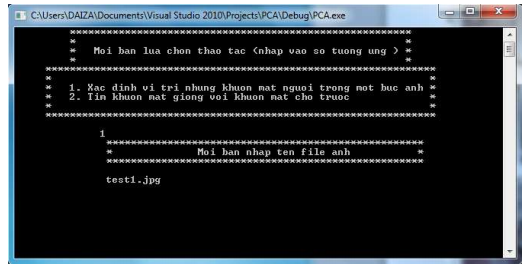 C:\Users\DAIZA\Documents\Visual Studio 2010\Projects\PCA\Debug\PCA.exe
Moi ban lua chon thao tac (nhap vao so tuong ung )
1. Xac dinh vi tri nhung khuon mat nguoi trong mot buc anh
2. Tim khuon mat giong voi khuon mat cho truoc
1
Moi ban nhap ten file anh
test1.jpg